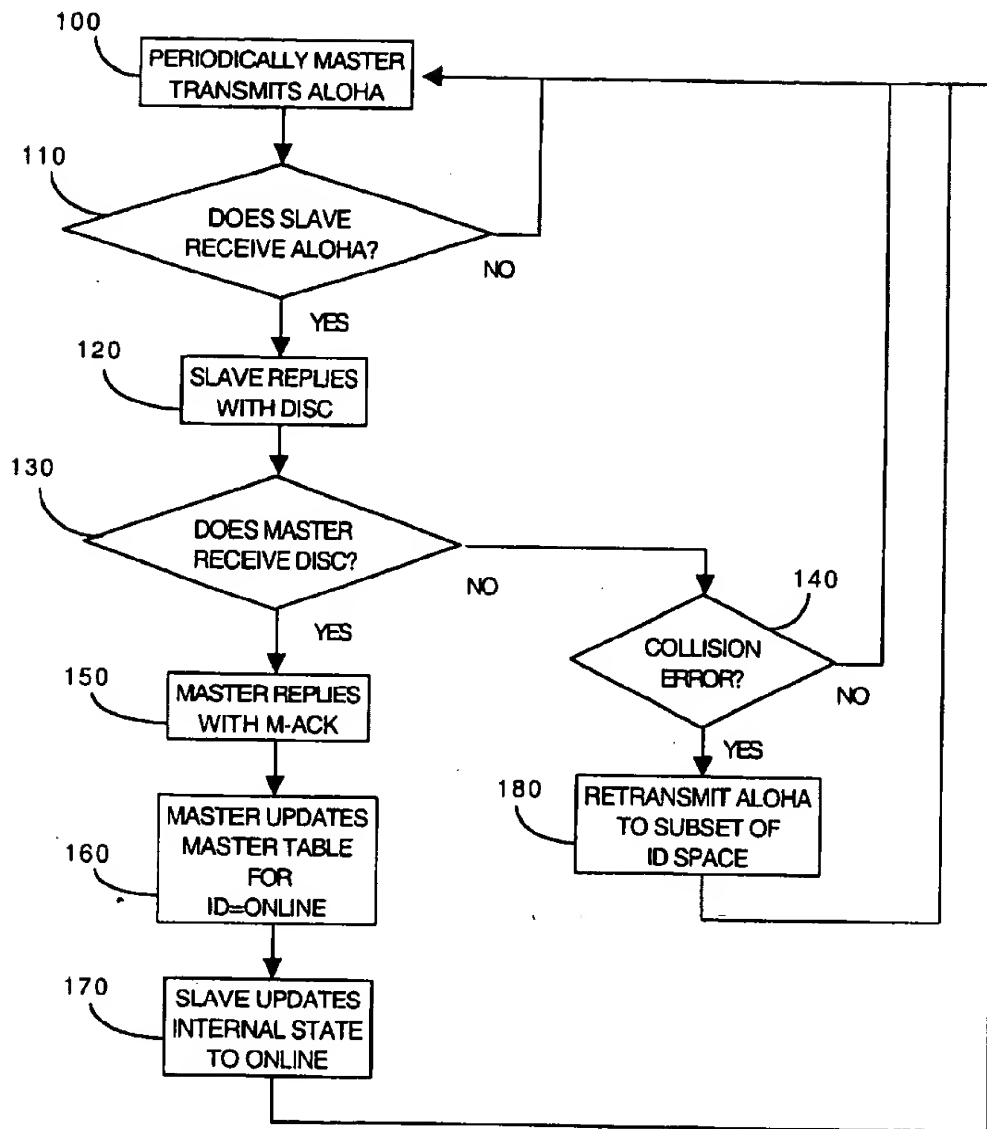 100
PERIODICALLY MASTER
TRANSMITS ALOHA
110
DOES SLAVE
RECEIVE ALOHA?
NO
YES
120
SLAVE REPLIES
WITH DISC
130
DOES MASTER
RECEIVE DISC?
NO
YES
140
COLLISION
ERROR?
NO
YES
150
MASTER REPLIES
WITH M-ACK
180
RETRANSMIT ALOHA
TO SUBSET OF
ID SPACE
160
MASTER UPDATES
MASTER TABLE
FOR
ID=ONLINE
170
SLAVE UPDATES
INTERNAL STATE
TO ONLINE